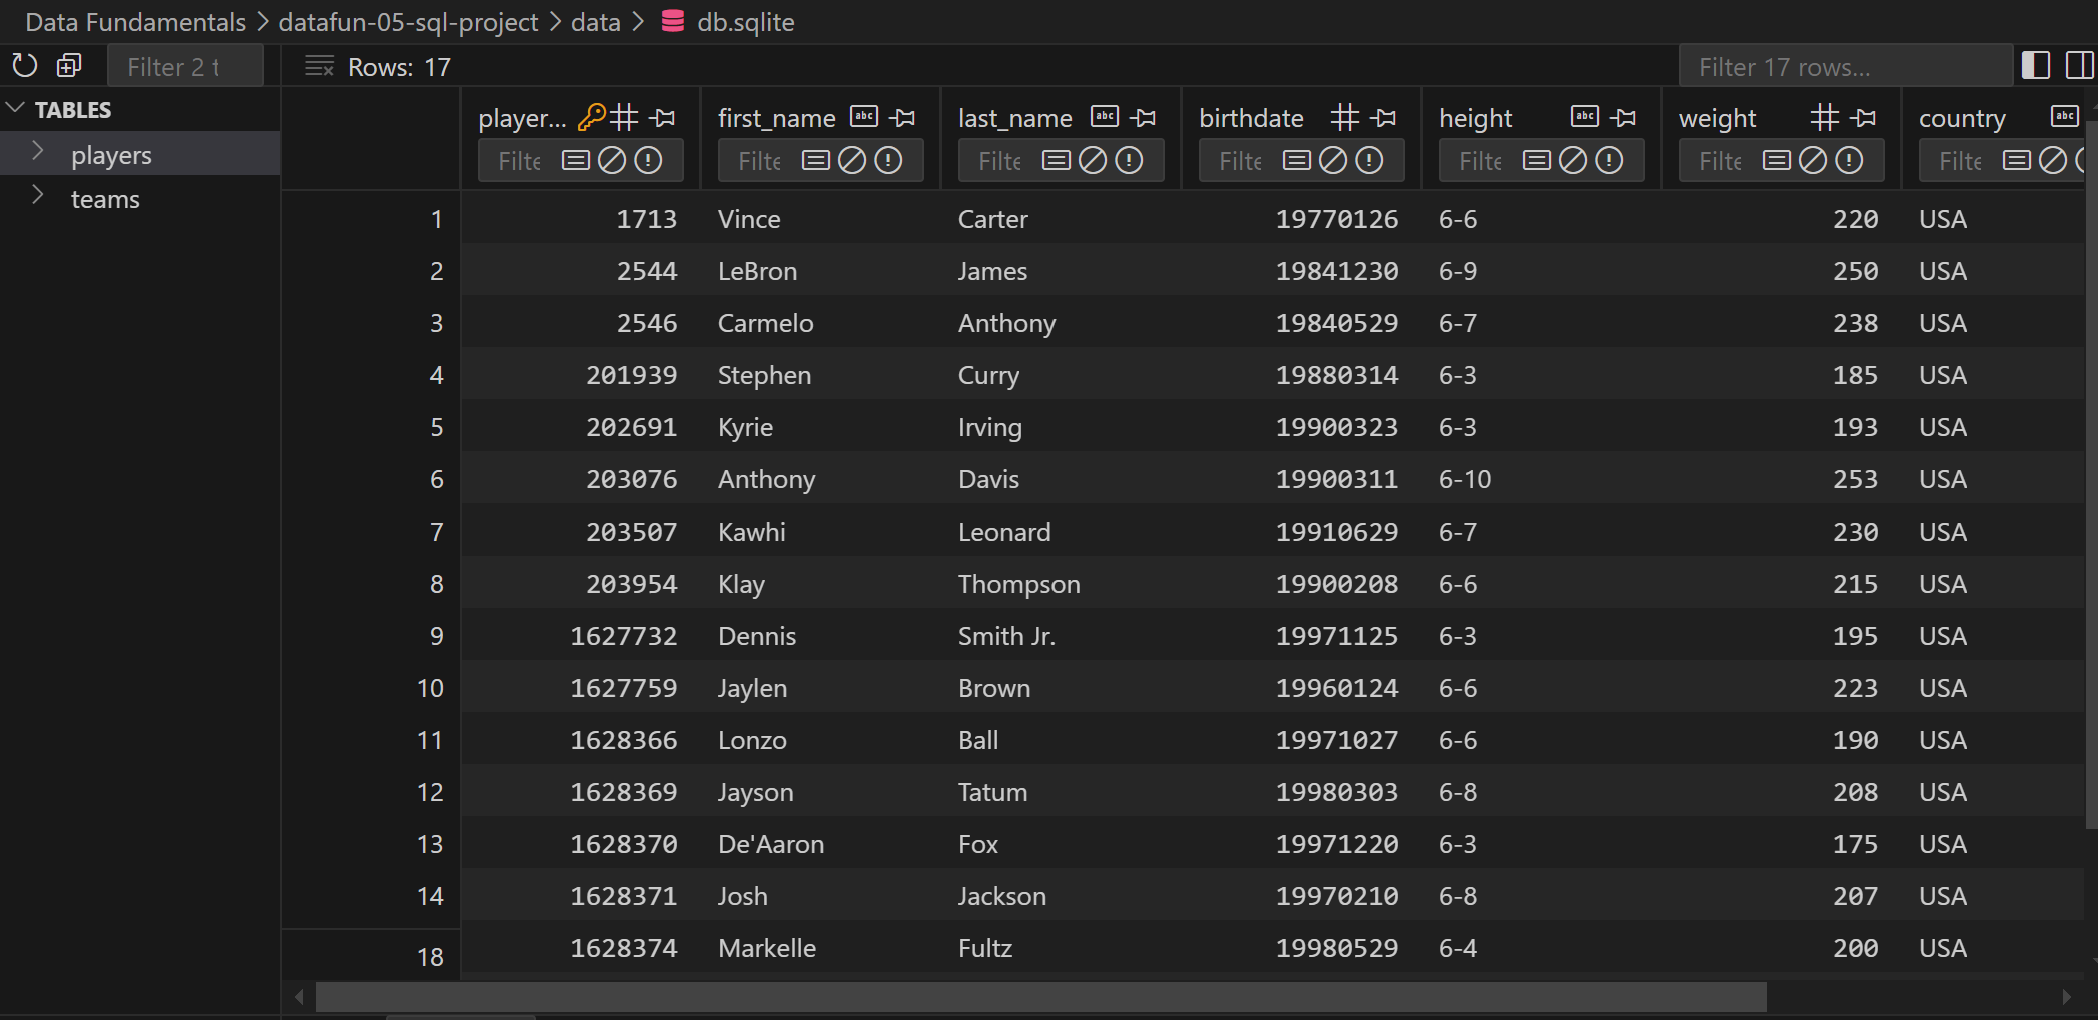 Data Fundamentals > datafun-05-sql-project > data > db.sqlite
Filter 2 t
Rows: 17
Filter 17 rows...
TABLES
players
teams
player... first_name abc last_name abc birthdate height abc weight country abc
Filte Filte Filte Filte Filte Filte Filte
1 1713 Vince Carter 19770126 6-6 220 USA
2 2544 LeBron James 19841230 6-9 250 USA
3 2546 Carmelo Anthony 19840529 6-7 238 USA
4 201939 Stephen Curry 19880314 6-3 185 USA
5 202691 Kyrie Irving 19900323 6-3 193 USA
6 203076 Anthony Davis 19900311 6-10 253 USA
7 203507 Kawhi Leonard 19910629 6-7 230 USA
8 203954 Klay Thompson 19900208 6-6 215 USA
9 1627732 Dennis Smith Jr. 19971125 6-3 195 USA
10 1627759 Jaylen Brown 19960124 6-6 223 USA
11 1628366 Lonzo Ball 19971027 6-6 190 USA
12 1628369 Jayson Tatum 19980303 6-8 208 USA
13 1628370 De'Aaron Fox 19971220 6-3 175 USA
14 1628371 Josh Jackson 19970210 6-8 207 USA
18 1628374 Markelle Fultz 19980529 6-4 200 USA